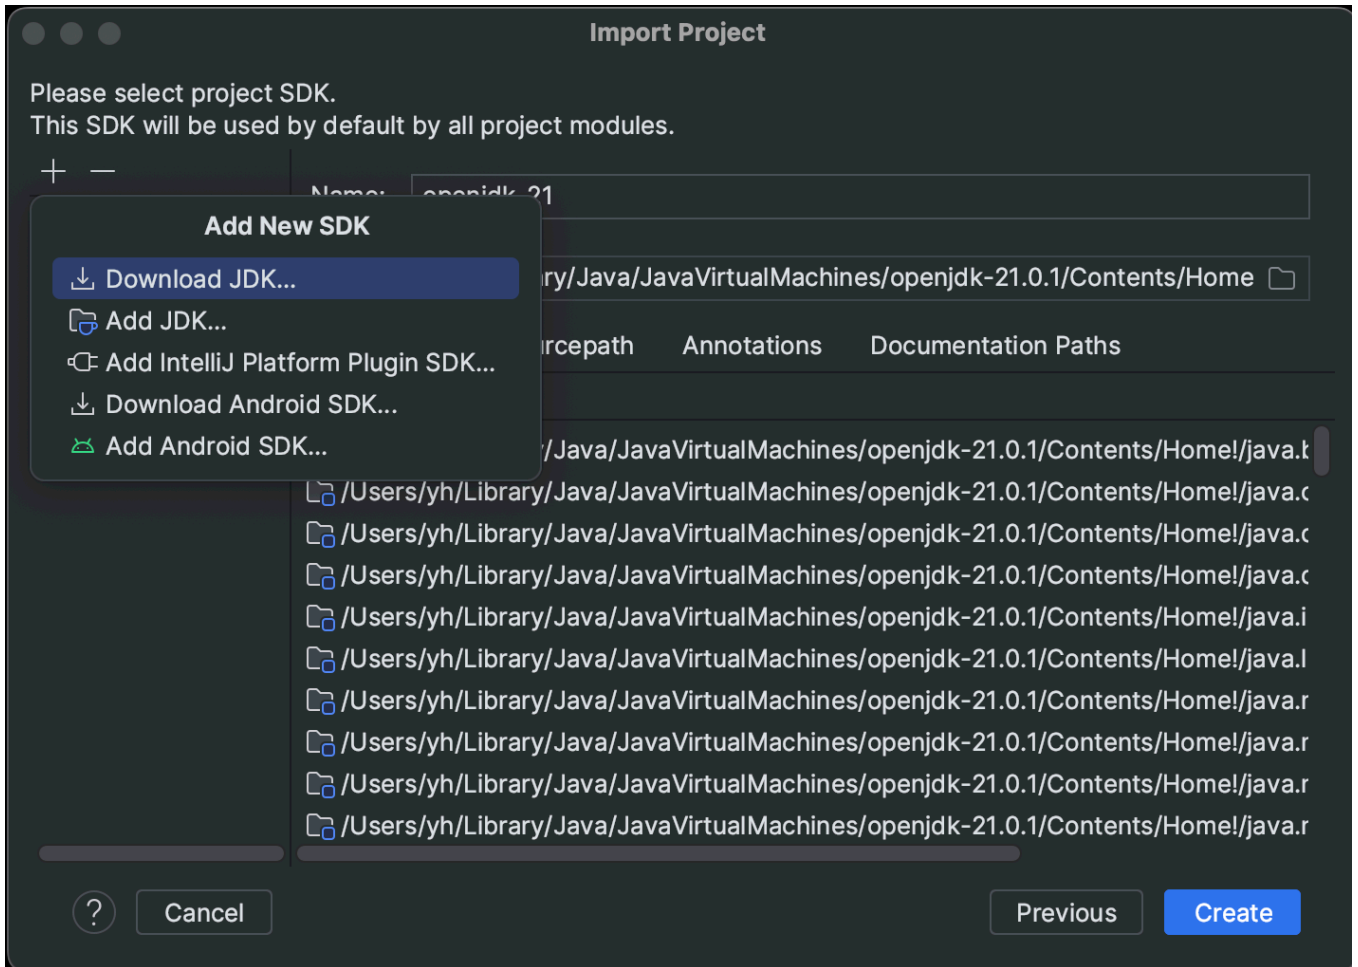 Import Project
Please select project SDK.
This SDK will be used by default by all project modules.
Name: openjdk-21
Add New SDK
Download JDK...
Add JDK...
Add IntelliJ Platform Plugin SDK...
Download Android SDK...
Add Android SDK...
ry/Java/JavaVirtualMachines/openjdk-21.0.1/Contents/Home
rcepath Annotations Documentation Paths
/Java/JavaVirtualMachines/openjdk-21.0.1/Contents/Home!/java.b
/Users/yh/Library/Java/JavaVirtualMachines/openjdk-21.0.1/Contents/Home!/java.c
/Users/yh/Library/Java/JavaVirtualMachines/openjdk-21.0.1/Contents/Home!/java.c
/Users/yh/Library/Java/JavaVirtualMachines/openjdk-21.0.1/Contents/Home!/java.c
/Users/yh/Library/Java/JavaVirtualMachines/openjdk-21.0.1/Contents/Home!/java.i
/Users/yh/Library/Java/JavaVirtualMachines/openjdk-21.0.1/Contents/Home!/java.l
/Users/yh/Library/Java/JavaVirtualMachines/openjdk-21.0.1/Contents/Home!/java.r
/Users/yh/Library/Java/JavaVirtualMachines/openjdk-21.0.1/Contents/Home!/java.r
/Users/yh/Library/Java/JavaVirtualMachines/openjdk-21.0.1/Contents/Home!/java.r
/Users/yh/Library/Java/JavaVirtualMachines/openjdk-21.0.1/Contents/Home!/java.r
? Cancel Previous Create